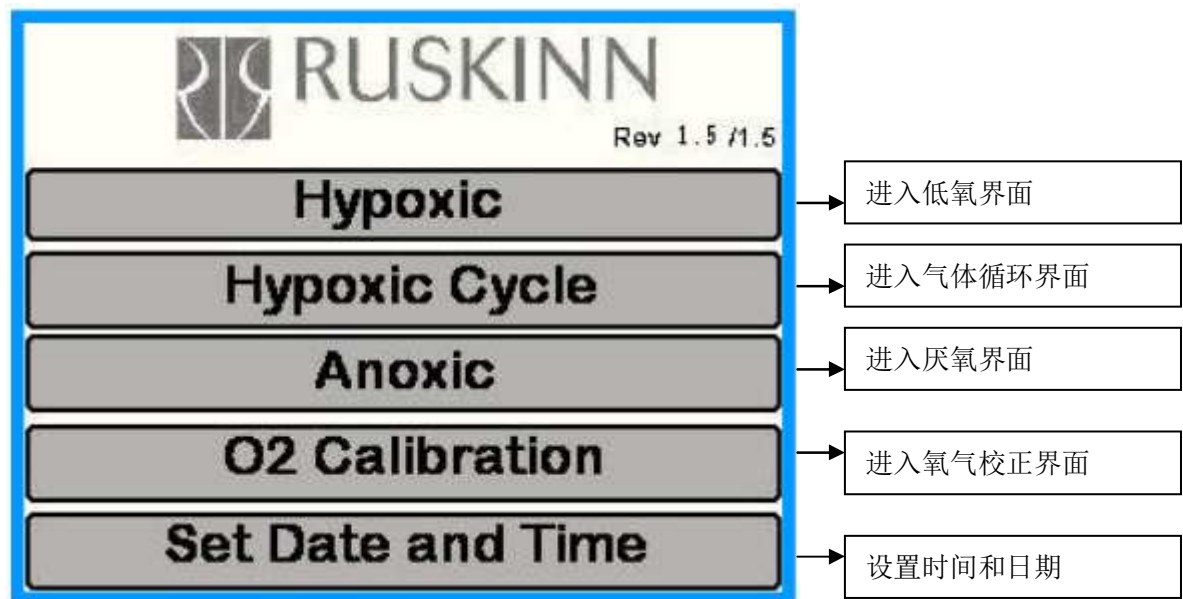 RUSKINN
Rev 1.5 /1.5
Hypoxic
进入低氧界面
Hypoxic Cycle
进入气体循环界面
Anoxic
进入厌氧界面
O2 Calibration
进入氧气校正界面
Set Date and Time
设置时间和日期